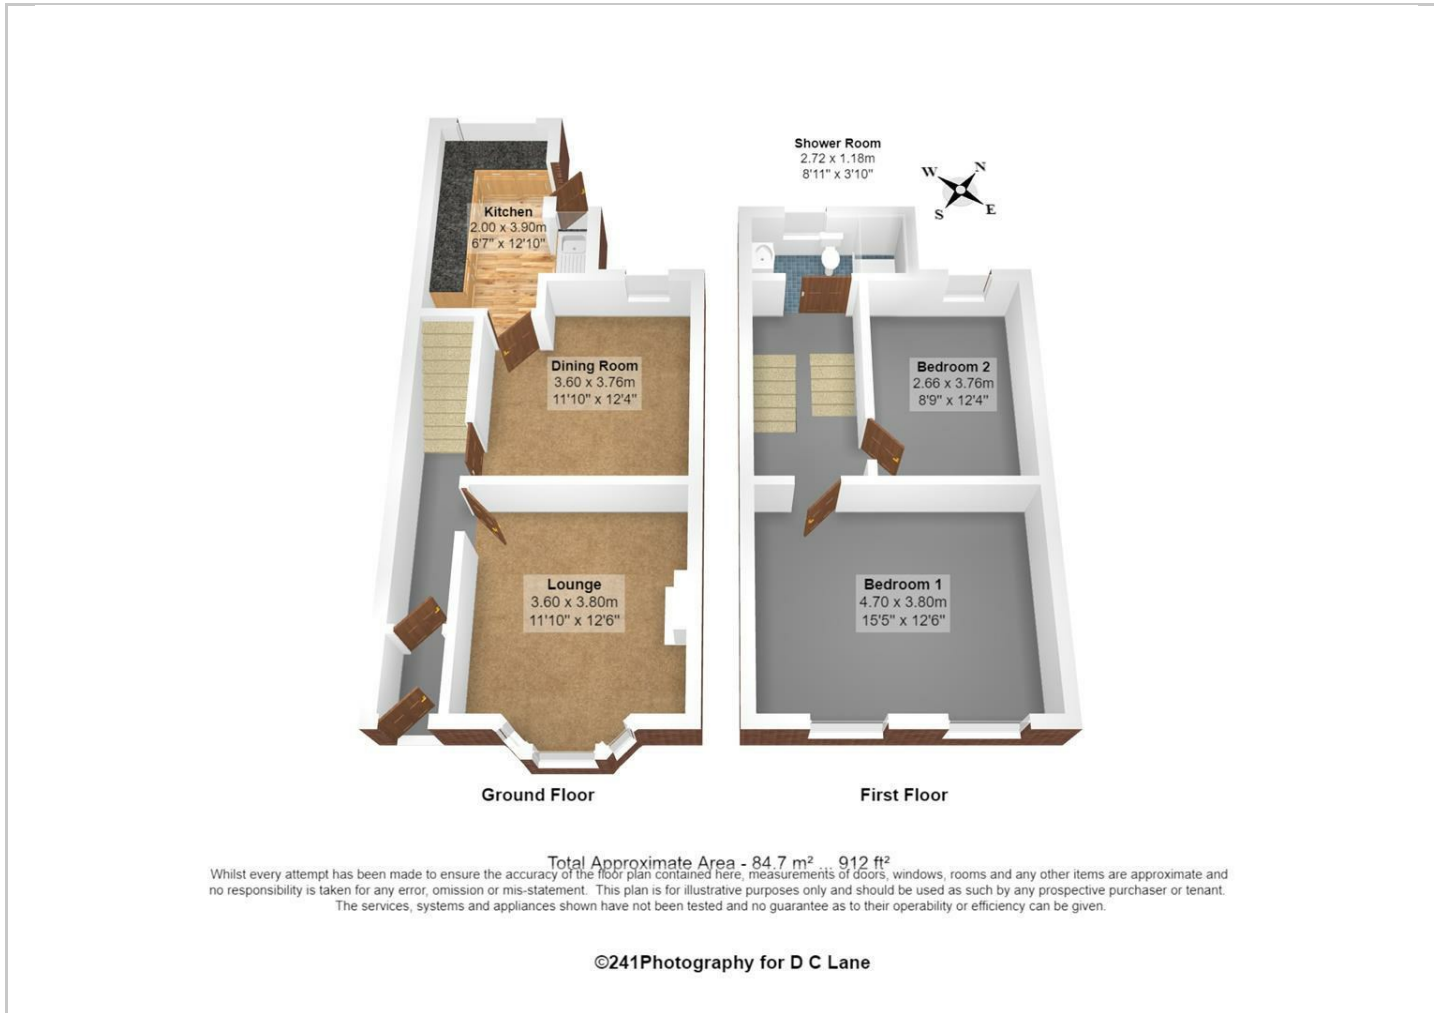 Shower Room
2.72 x 1.18m
8'11" x 3'10"
W N
S E
Kitchen
2.00 x 3.90m
6'7" x 12'10"
Dining Room
3.60 x 3.76m
11'10" x 12'4"
Bedroom 2
2.66 x 3.76m
8'9" x 12'4"
Lounge
3.60 x 3.80m
11'10" x 12'6"
Bedroom 1
4.70 x 3.80m
15'5" x 12'6"
Ground Floor
First Floor
Total Approximate Area - 84.7 m² ... 912 ft²
Whilst every attempt has been made to ensure the accuracy of the floor plan contained here, measurements of doors, windows, rooms and any other items are approximate and
no responsibility is taken for any error, omission or mis-statement. This plan is for illustrative purposes only and should be used as such by any prospective purchaser or tenant.
The services, systems and appliances shown have not been tested and no guarantee as to their operability or efficiency can be given.
©241Photography for D C Lane